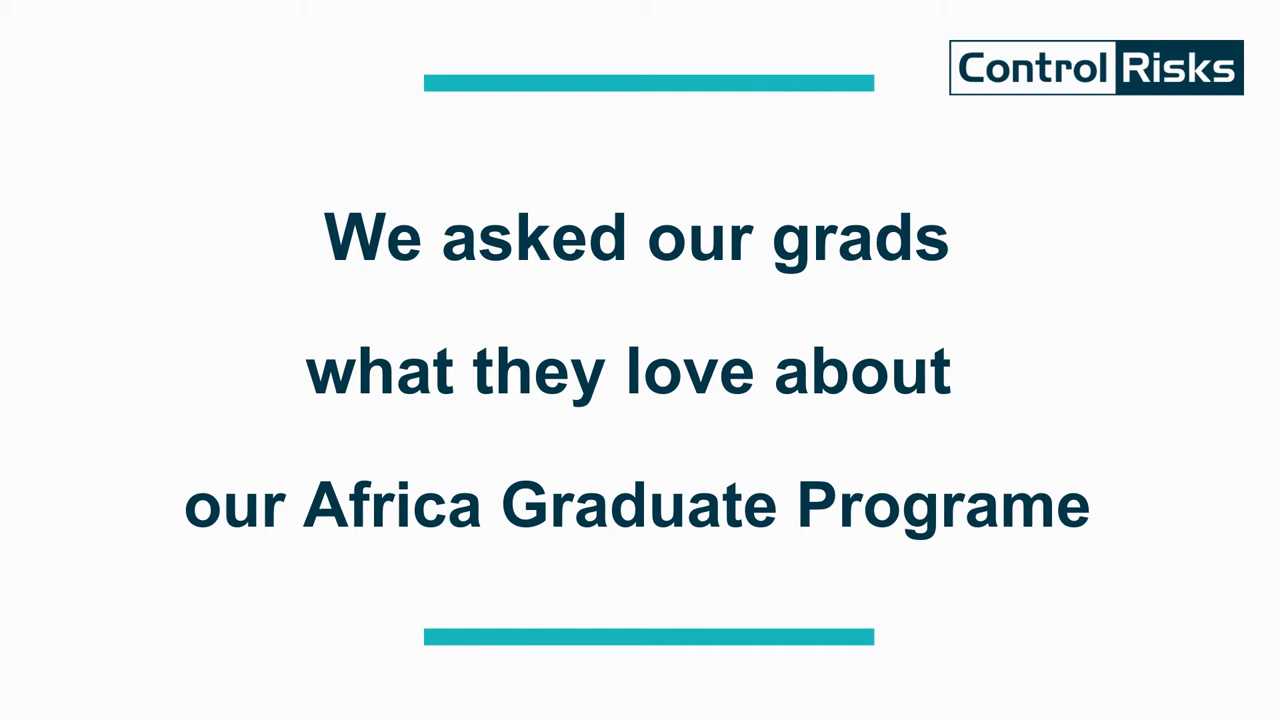 Control Risks
We asked our grads
what they love about
our Africa Graduate Programe